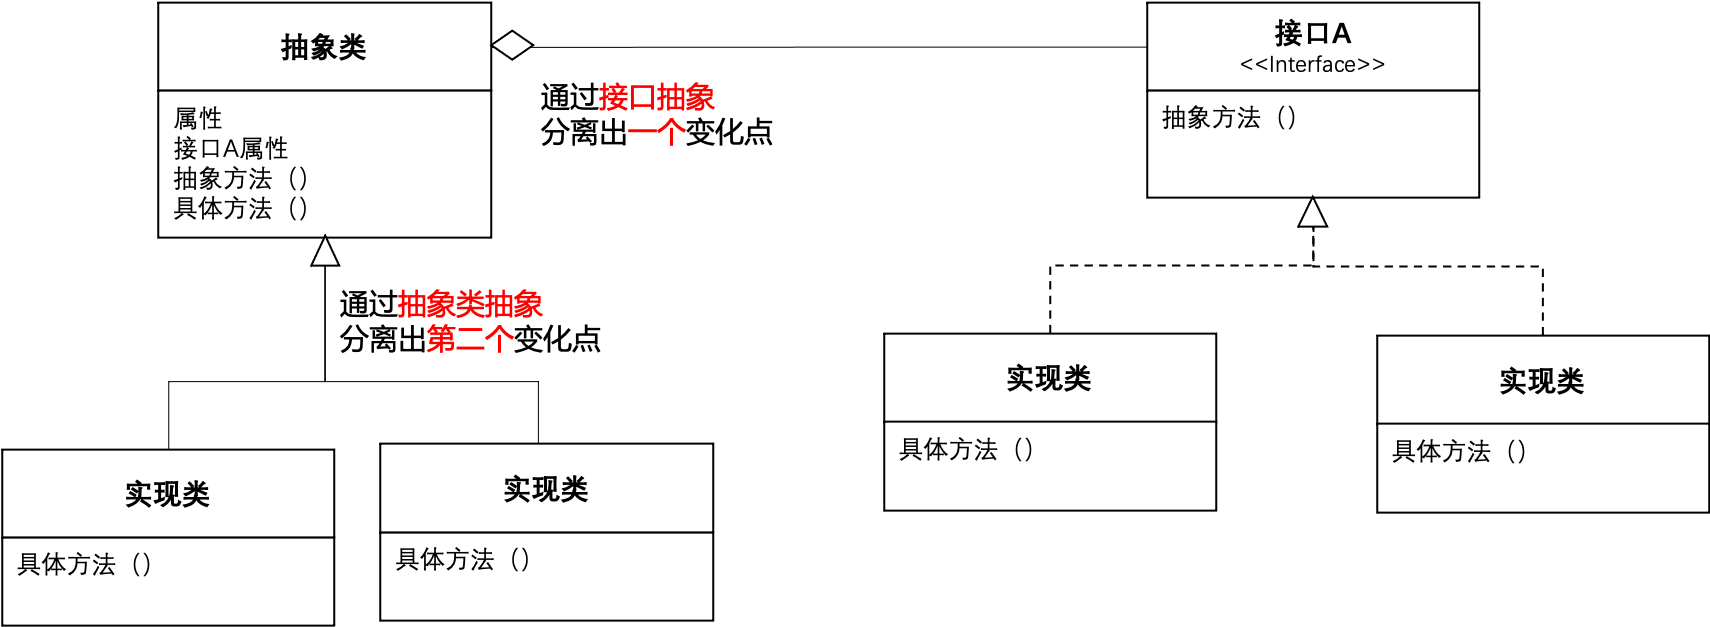 抽象类
属性
接口A属性
抽象方法（）
具体方法（）
通过接口抽象
分离出一个变化点
接口A
<<Interface>>
抽象方法（）
通过抽象类抽象
分离出第二个变化点
实现类
具体方法（）
实现类
具体方法（）
实现类
具体方法（）
实现类
具体方法（）